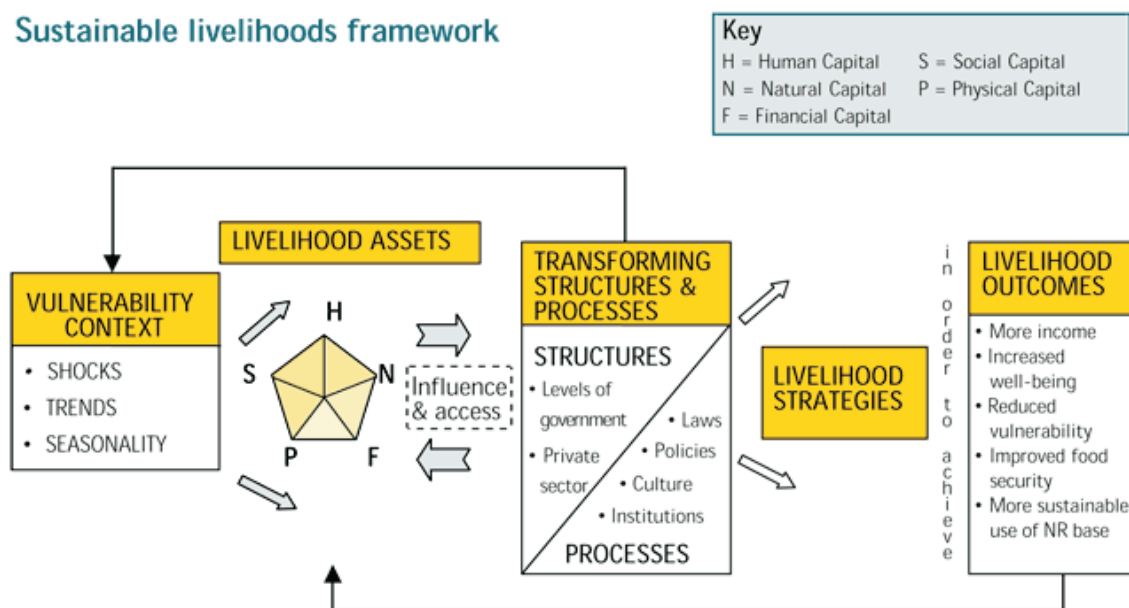 Sustainable livelihoods framework
Key
H = Human Capital
S = Social Capital
N = Natural Capital
P = Physical Capital
F = Financial Capital
LIVELIHOOD ASSETS
VULNERABILITY
CONTEXT
• SHOCKS
• TRENDS
• SEASONALITY
H
S
N
P
F
Influence
& access
TRANSFORMING
STRUCTURES &
PROCESSES
STRUCTURES
• Levels of
government
• Private
sector
• Laws
• Policies
• Culture
• Institutions
PROCESSES
LIVELIHOOD
STRATEGIES
in order to achieve
LIVELIHOOD
OUTCOMES
• More income
• Increased
well-being
• Reduced
vulnerability
• Improved food
security
• More sustainable
use of NR base